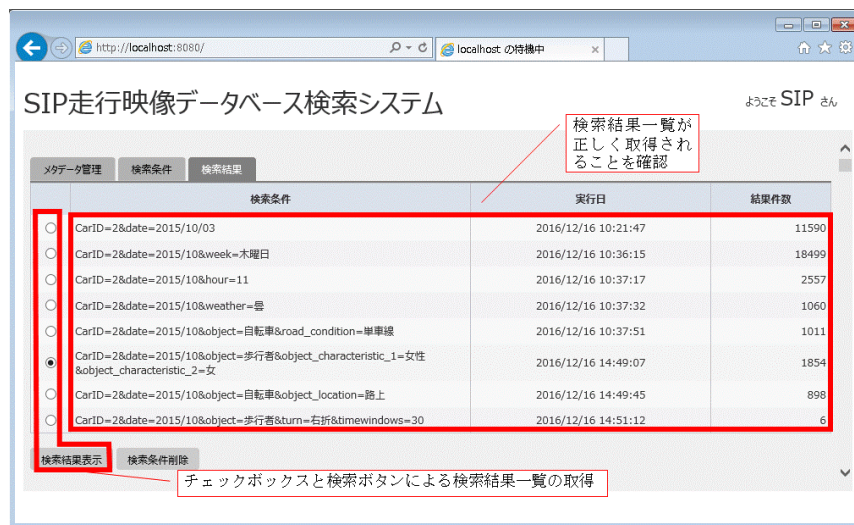 http://localhost:8080/
localhost の待機中
SIP走行映像データベース検索システム
ようこそ SIP さん
検索結果一覧が
正しく取得され
ることを確認
メタデータ管理 検索条件 検索結果
検索条件 実行日 結果件数
CarID=2&date=2015/10/03 2016/12/16 10:21:47 11590
CarID=2&date=2015/10&week=木曜日 2016/12/16 10:36:15 18499
CarID=2&date=2015/10&hour=11 2016/12/16 10:37:17 2557
CarID=2&date=2015/10&weather=曇 2016/12/16 10:37:32 1060
CarID=2&date=2015/10&object=自転車&road_condition=単車線 2016/12/16 10:37:51 1011
CarID=2&date=2015/10&object=歩行者&object_characteristic_1=女性
&object_characteristic_2=女 2016/12/16 14:49:07 1854
CarID=2&date=2015/10&object=自転車&object_location=路上 2016/12/16 14:49:45 898
CarID=2&date=2015/10&object=歩行者&turn=右折&timewindows=30 2016/12/16 14:51:12 6
検索結果表示 検索条件削除
チェックボックスと検索ボタンによる検索結果一覧の取得